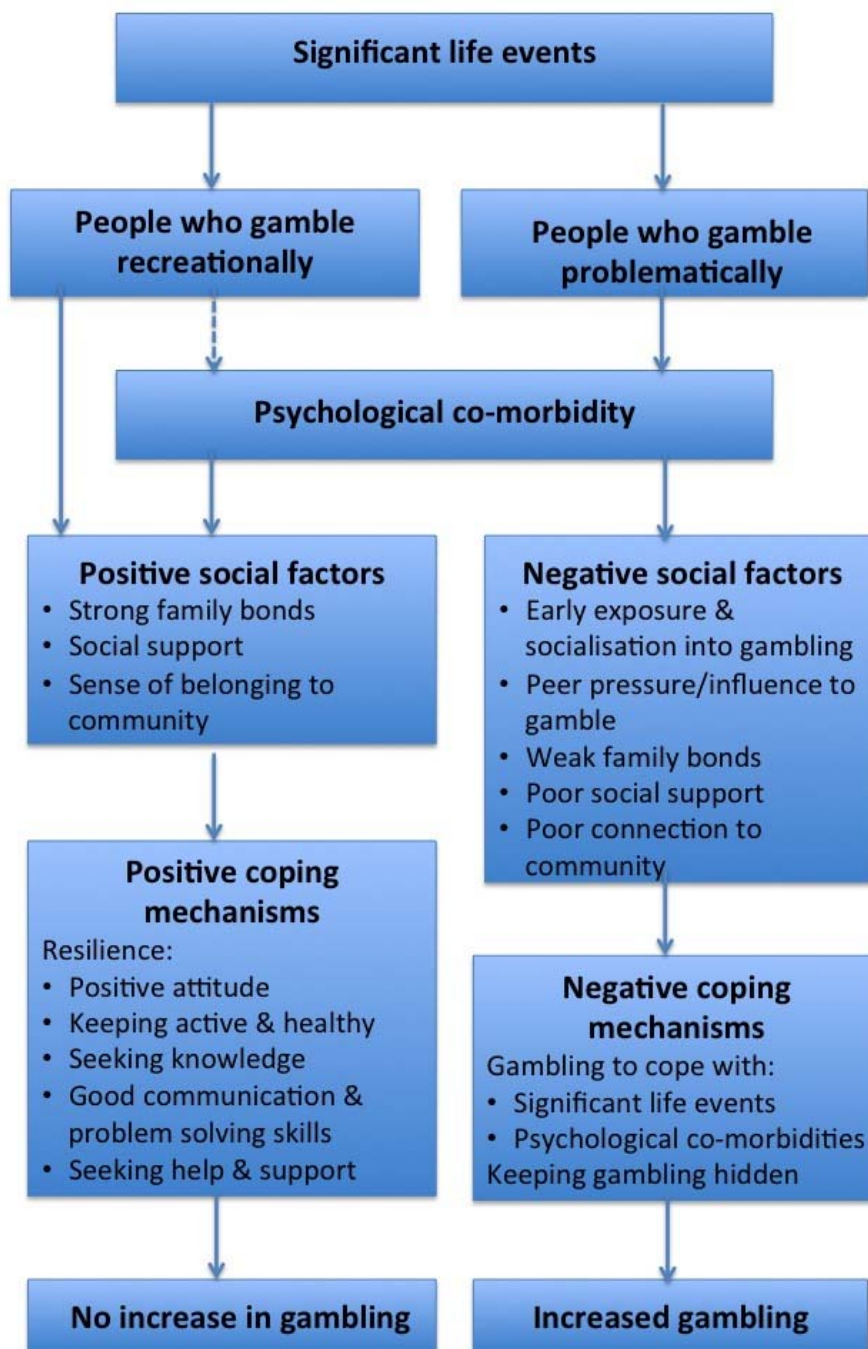 Significant life events
People who gamble
recreationally
People who gamble
problematically
Psychological co-morbidity
Positive social factors
• Strong family bonds
• Social support
• Sense of belonging to
community
Negative social factors
• Early exposure &
socialisation into gambling
• Peer pressure/influence to
gamble
• Weak family bonds
• Poor social support
• Poor connection to
community
Positive coping
mechanisms
Resilience:
• Positive attitude
• Keeping active & healthy
• Seeking knowledge
• Good communication &
problem solving skills
• Seeking help & support
Negative coping
mechanisms
Gambling to cope with:
• Significant life events
• Psychological co-morbidities
Keeping gambling hidden
No increase in gambling
Increased gambling